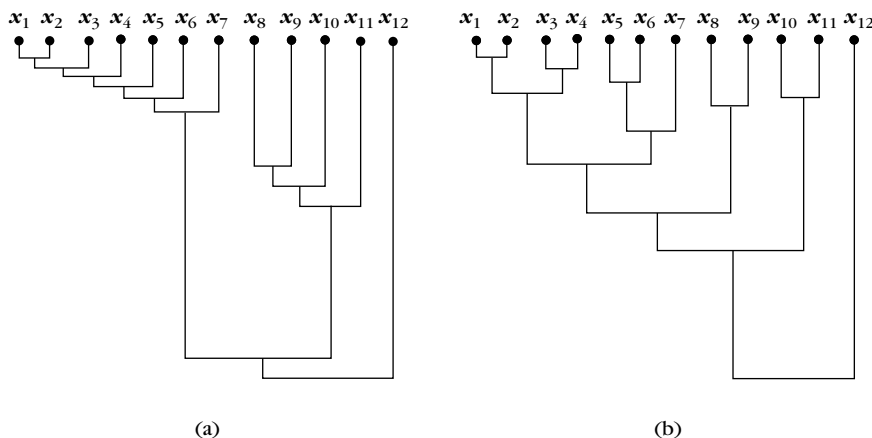 x₁ x₂ x₃ x₄ x₅ x₆ x₇ x₈ x₉ x₁₀ x₁₁ x₁₂
x₁ x₂ x₃ x₄ x₅ x₆ x₇ x₈ x₉ x₁₀ x₁₁ x₁₂
(a)
(b)